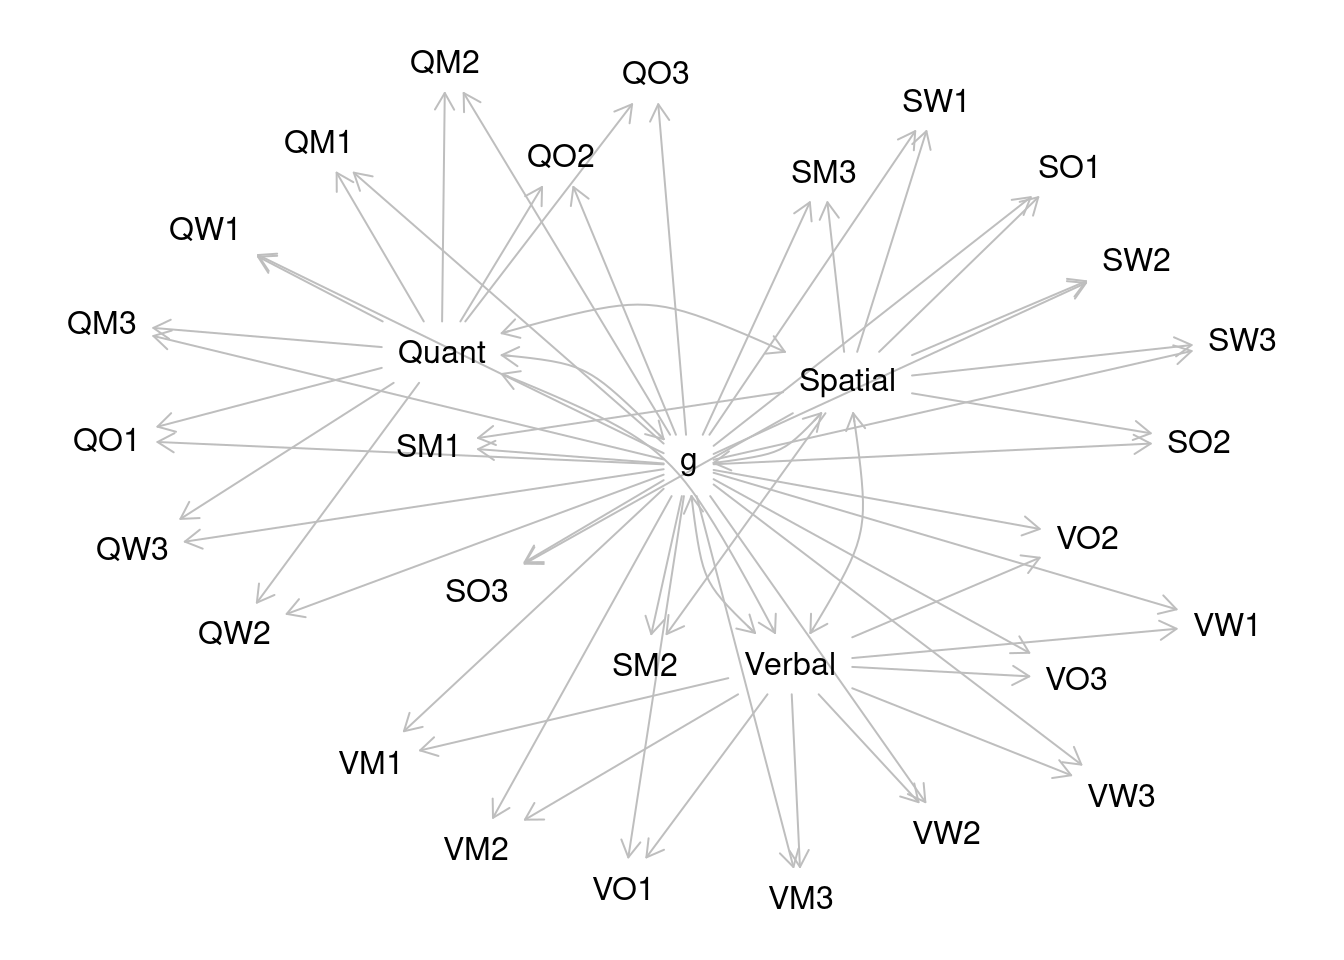 QM2
QO3
SW1
QM1
QO2
SM3
SO1
QW1
SW2
QM3
SW3
Quant
Spatial
QO1
SM1
g
SO2
QW3
VO2
SO3
QW2
VW1
SM2
Verbal
VO3
VM1
VW3
VW2
VM2
VO1
VM3